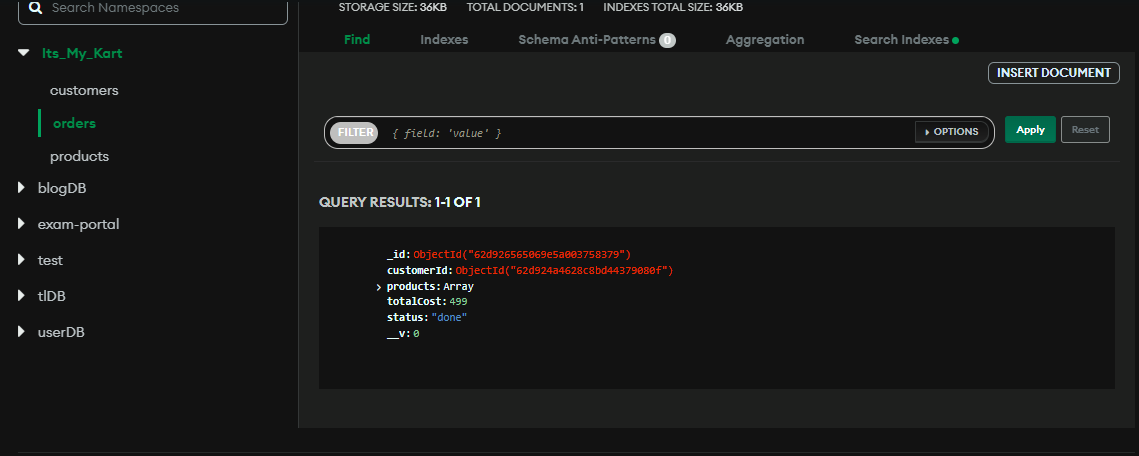 Search Namespaces
STORAGE SIZE: 36KB TOTAL DOCUMENTS: 1 INDEXES TOTAL SIZE: 36KB
Its_My_Kart
customers
orders
products
blogDB
exam-portal
test
tlDB
userDB
Find Indexes Schema Anti-Patterns 0 Aggregation Search Indexes
INSERT DOCUMENT
FILTER { field: 'value' } OPTIONS Apply Reset
QUERY RESULTS: 1-1 OF 1
_id: ObjectId("62d926565069e5a003758379")
customerId: ObjectId("62d924a4628c8bd44379080f")
products: Array
totalCost: 499
status: "done"
__v: 0